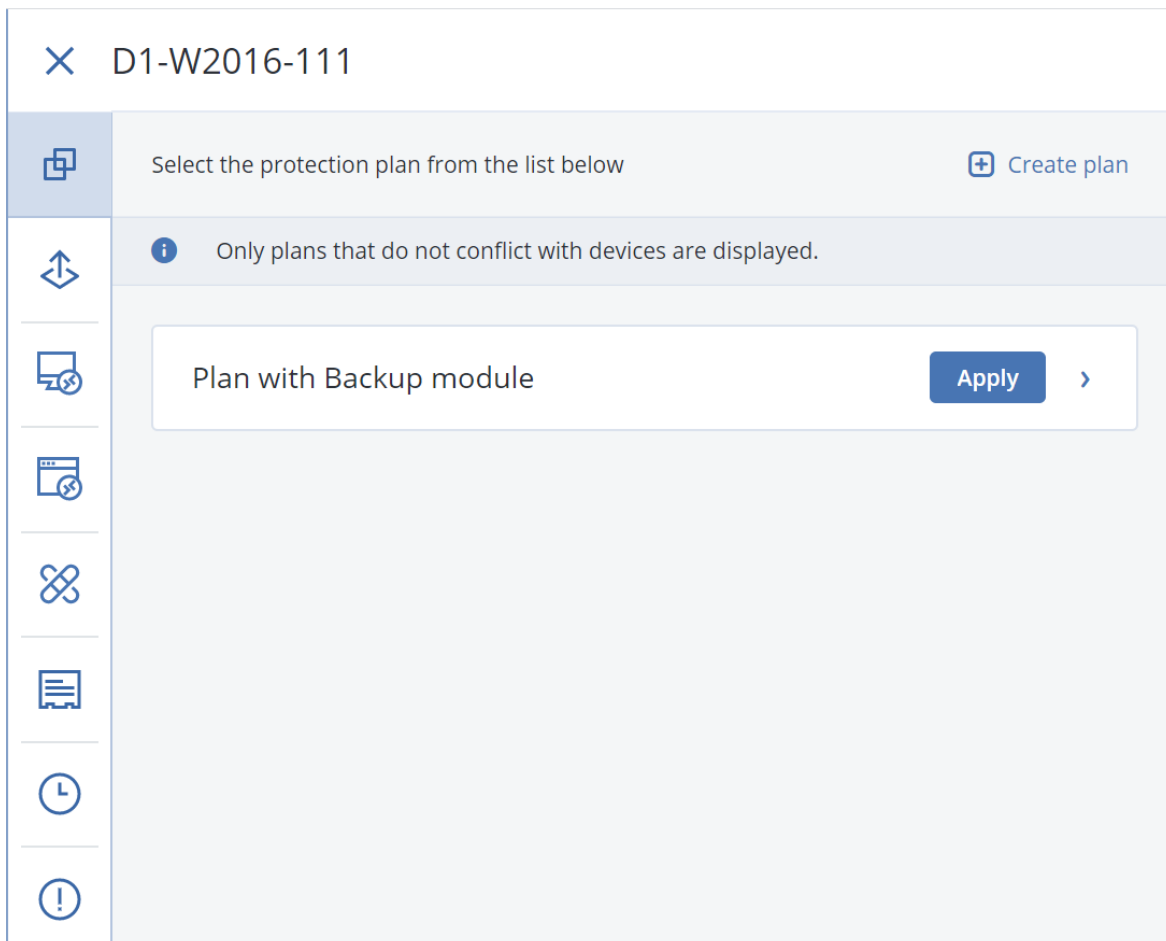 D1-W2016-111
Select the protection plan from the list below
Create plan
Only plans that do not conflict with devices are displayed.
Plan with Backup module
Apply